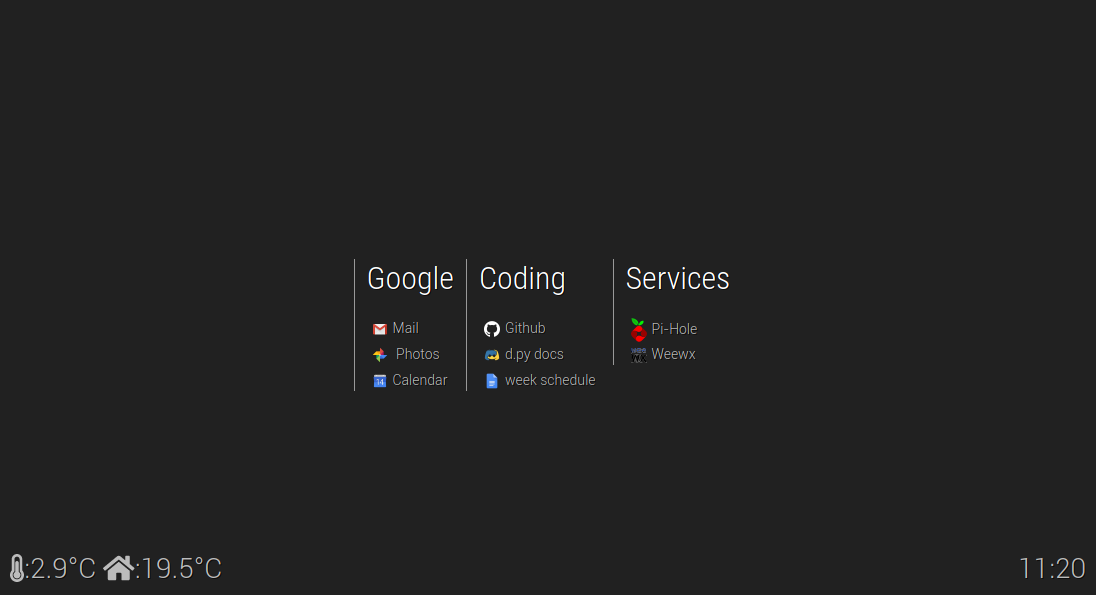 Google
Mail
Photos
Calendar
Coding
Github
d.py docs
week schedule
Services
Pi-Hole
Weewx
:2.9°C :19.5°C
11:20